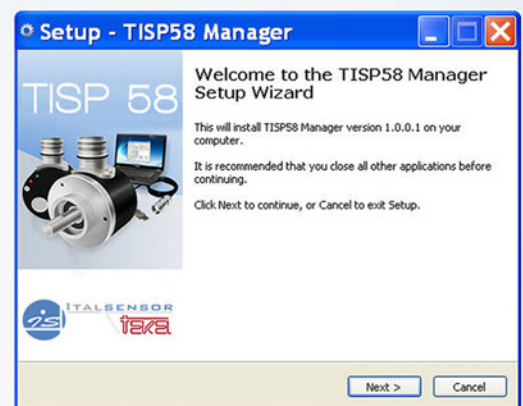 Setup - TISP58 Manager
TISP 58
Welcome to the TISP58 Manager
Setup Wizard
This will install TISP58 Manager version 1.0.0.1 on your
computer.
It is recommended that you close all other applications before
continuing.
Click Next to continue, or Cancel to exit Setup.
is
ITALSENSOR
teka
Next >
Cancel